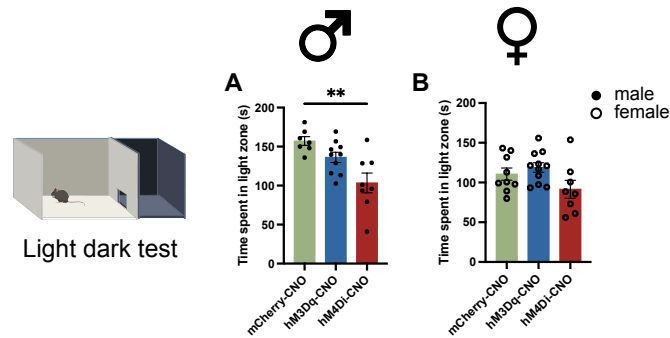 A
B
male
female
**
Time spent in light zone (s)
200
150
100
50
0
mCherry-CNO
hM3Dq-CNO
hM4Di-CNO
Time spent in light zone (s)
200
150
100
50
0
mCherry-CNO
hM3Dq-CNO
hM4Di-CNO
Light dark test